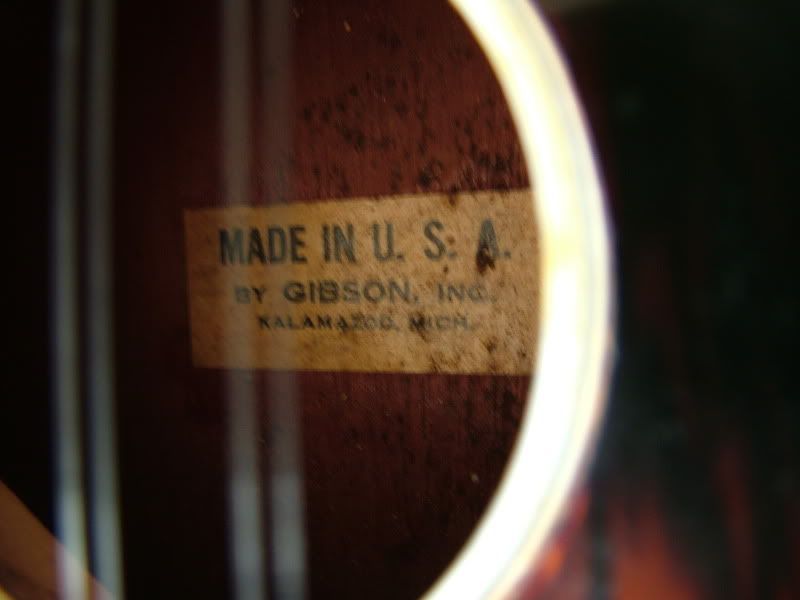 MADE IN U. S. A.
BY GIBSON, INC.
KALAMAZOO, MICH.